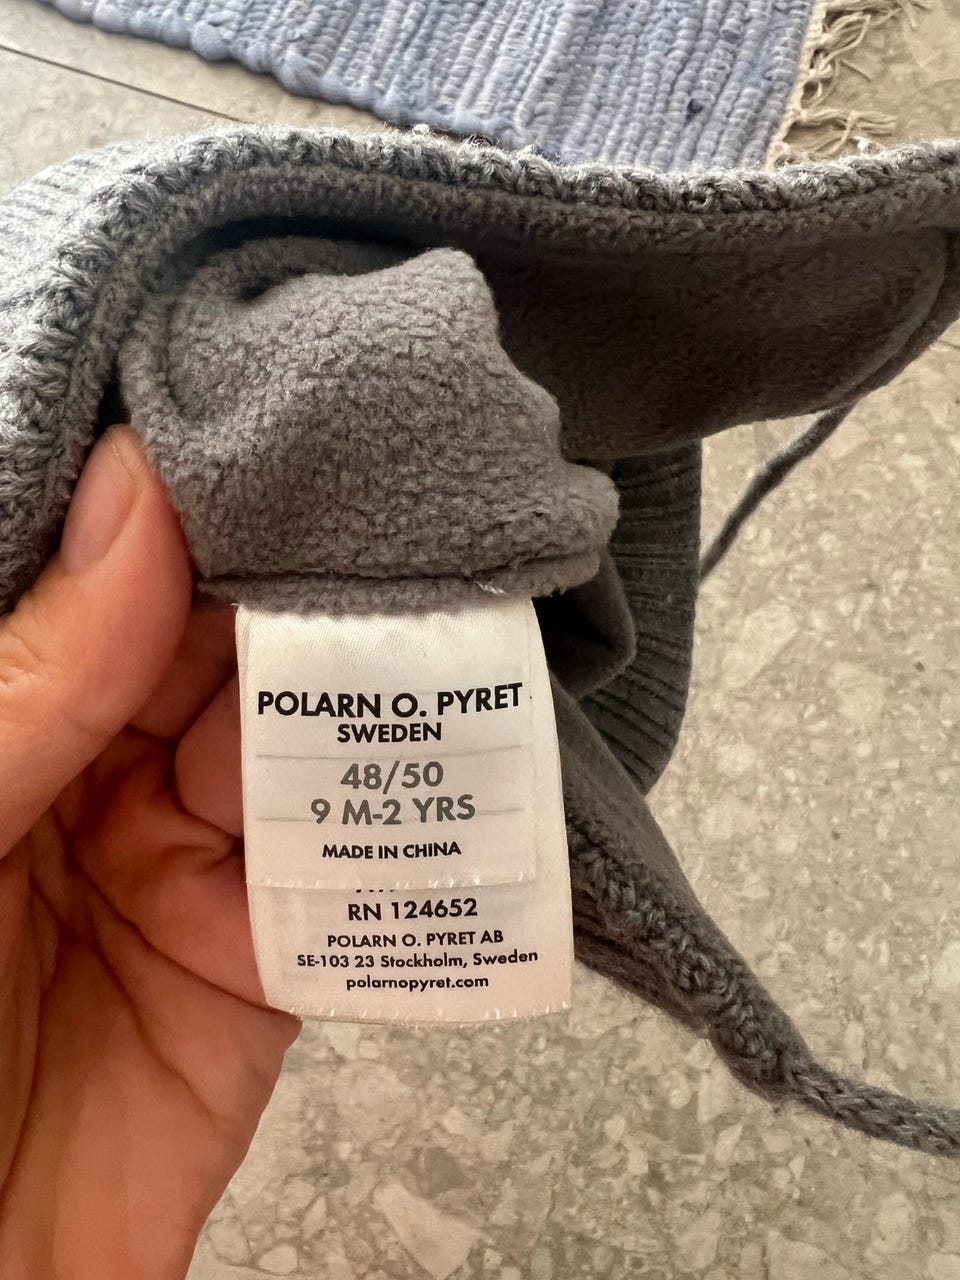 POLARN O. PYRET
SWEDEN
48/50
9 M-2 YRS
MADE IN CHINA
RN 124652
POLARN O. PYRET AB
SE-103 23 Stockholm, Sweden
polarnopyret.com